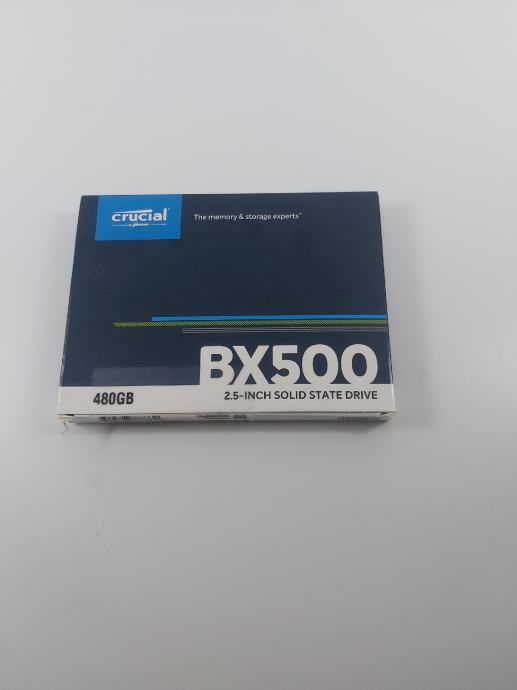 crucial
The memory & storage experts™
BX500
480GB
2.5-INCH SOLID STATE DRIVE